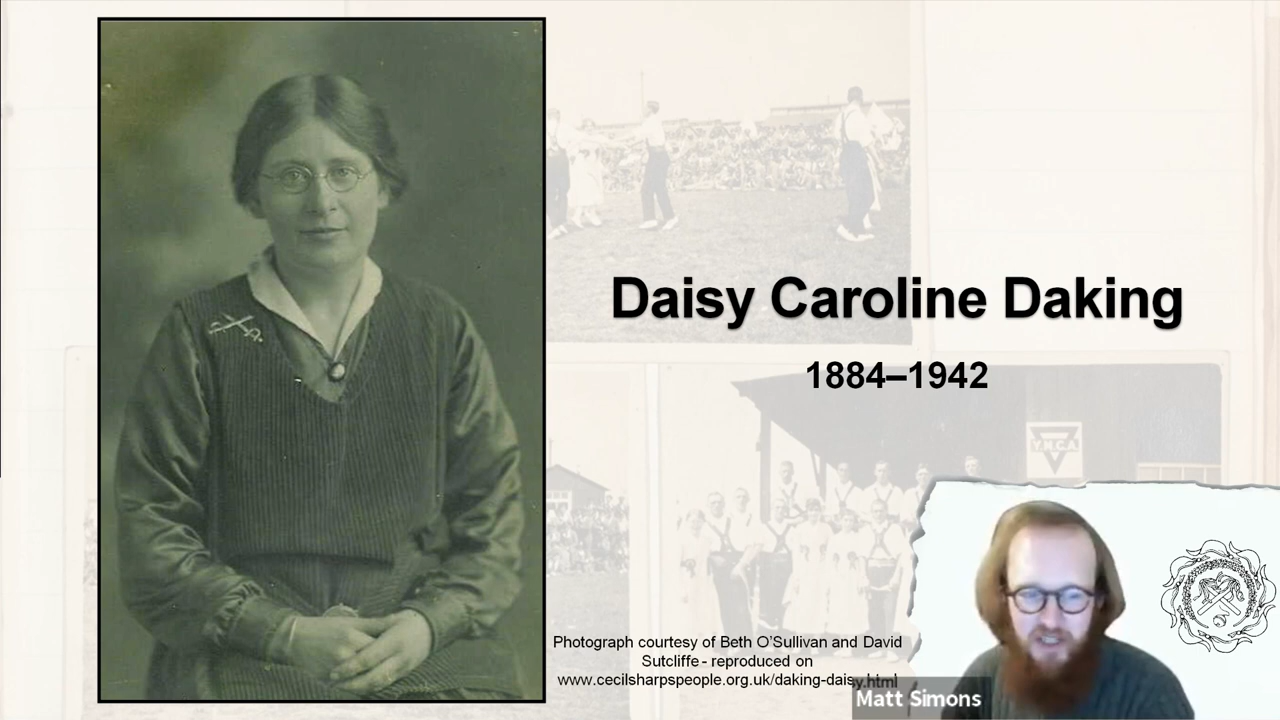 Daisy Caroline Daking
1884–1942
Y.M.C.A
Photograph courtesy of Beth O'Sullivan and David
Sutcliffe - reproduced on
www.cecilsharpspeople.org.uk/daking-daisy.html
Matt Simons